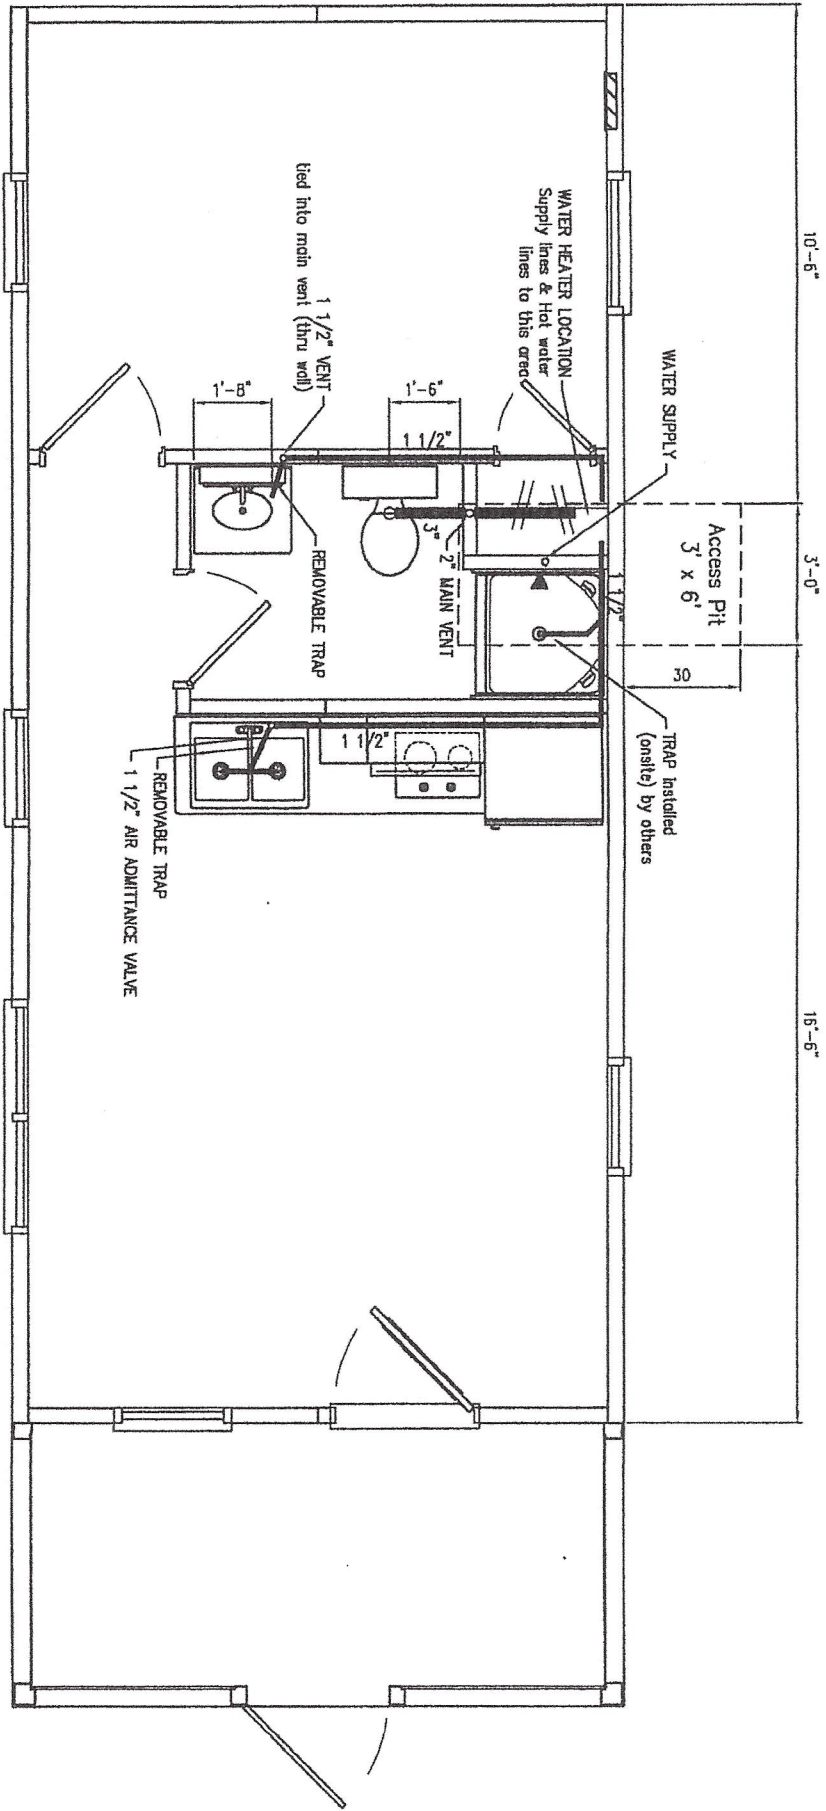 10'-6"
3'-0"
16'-6"
Access Pit
3' x 6'
30
WATER SUPPLY
WATER HEATER LOCATION
Supply lines & Hot water
lines to this area
TRAP installed
(onsite) by others
1 1/2"
1'-6"
1 1/2"
3"
2" MAIN VENT
1 1/2" VENT
tied into main vent (thru wall)
1'-8"
REMOVABLE TRAP
1 1/2"
REMOVABLE TRAP
1 1/2" AIR ADMITTANCE VALVE